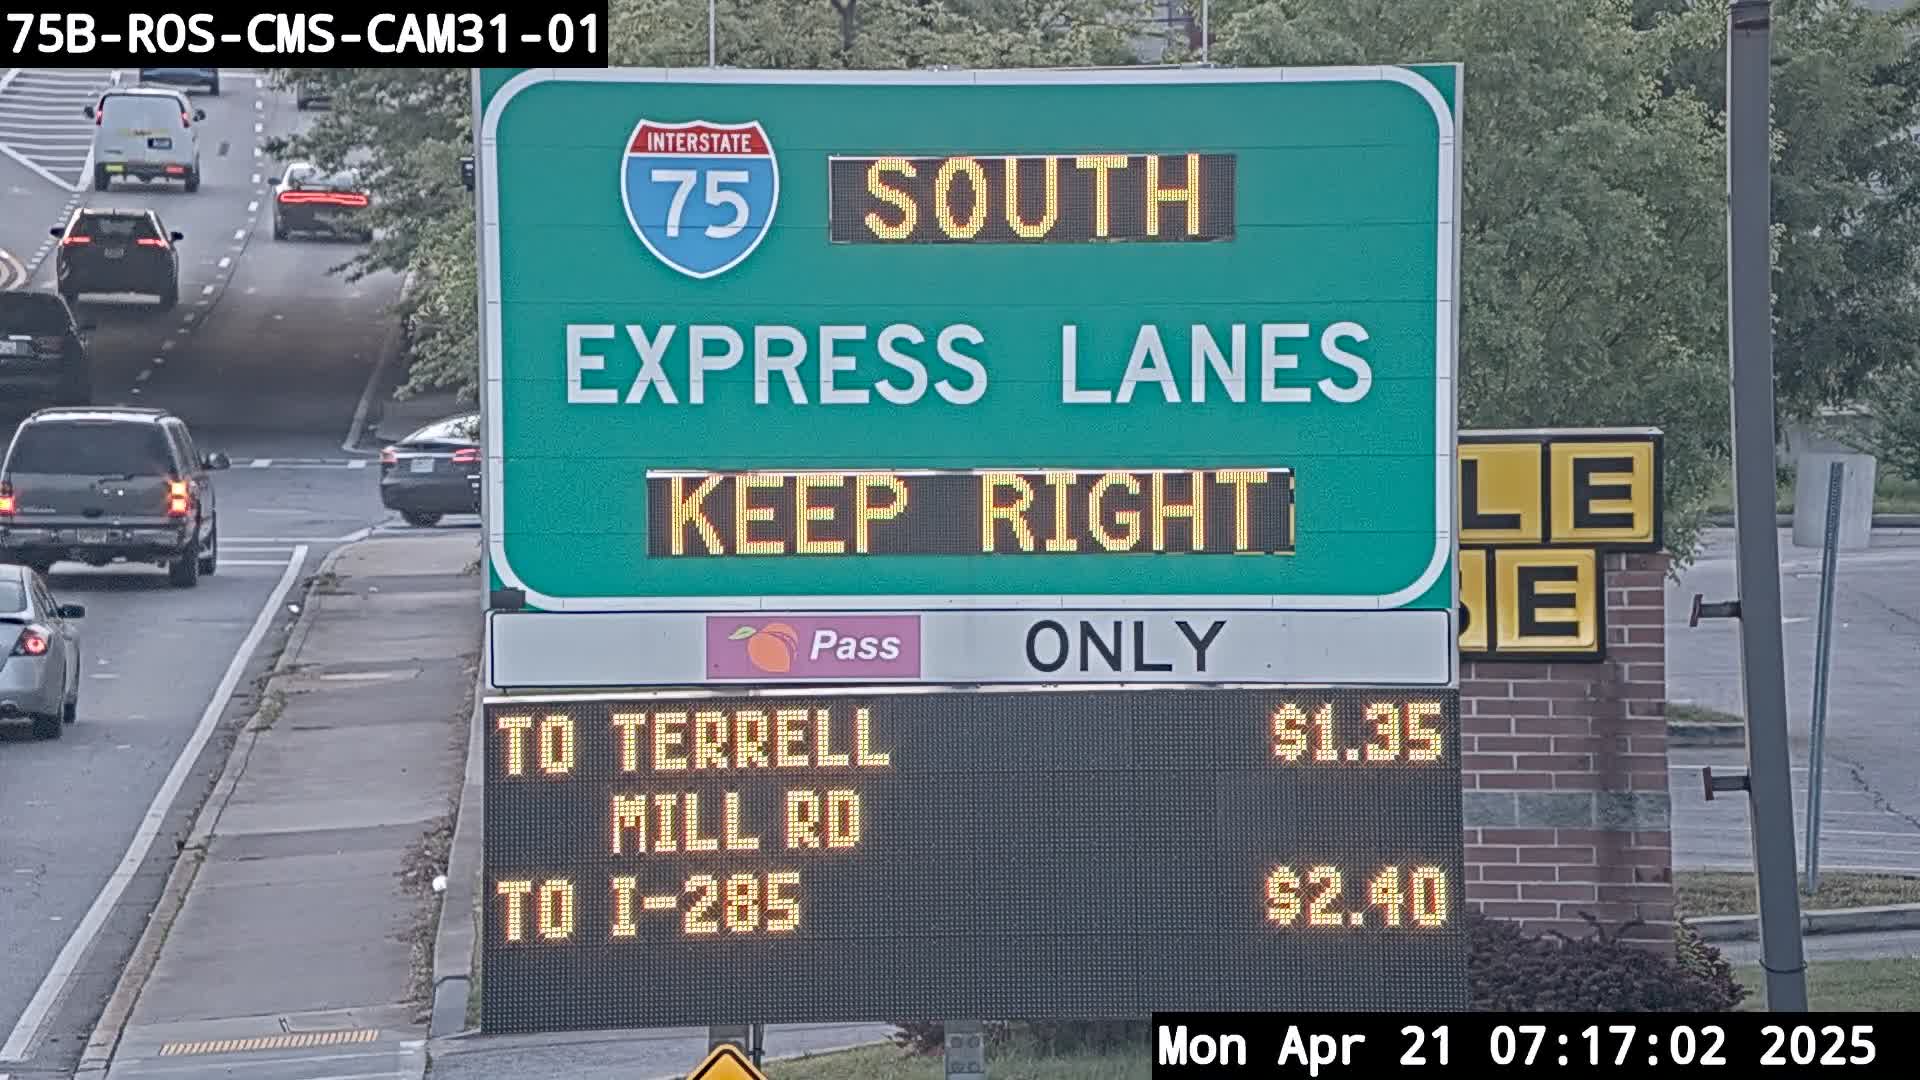 75B-ROS-CMS-CAM31-01
INTERSTATE
75
SOUTH
EXPRESS LANES
KEEP RIGHT
LE
E
Pass ONLY
TO TERRELL $1.35
MILL RD
TO I-285 $2.40
Mon Apr 21 07:17:02 2025